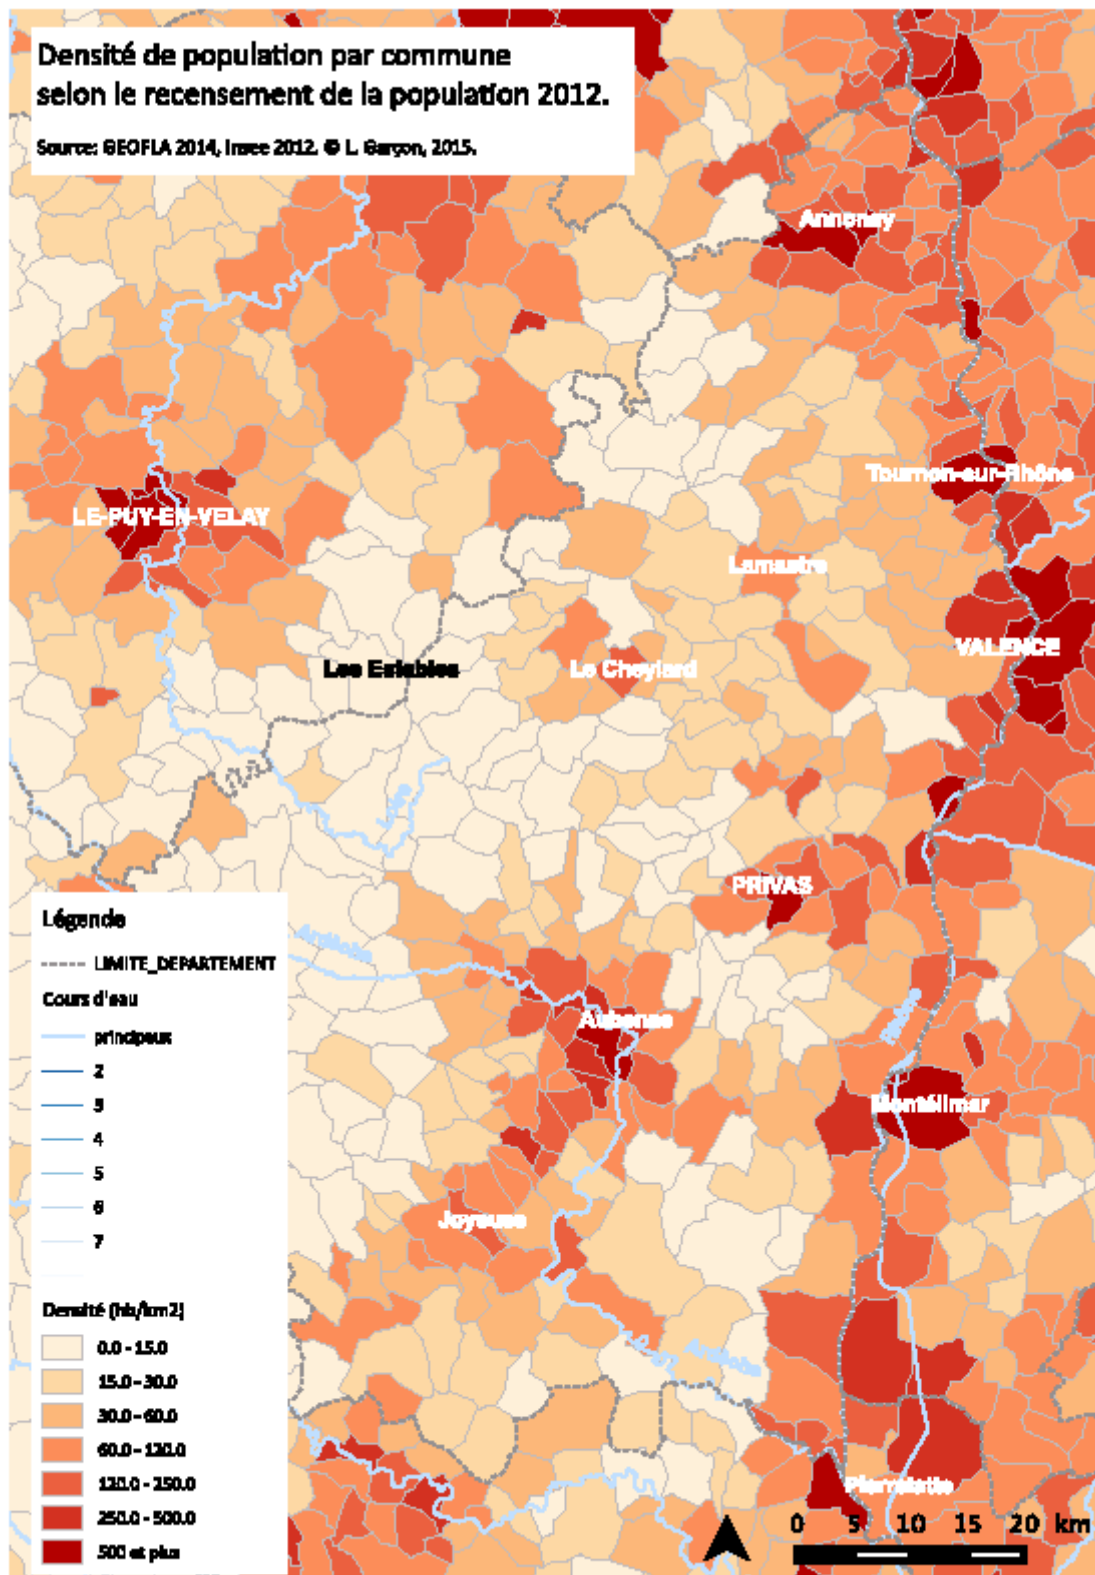 Densité de population par commune
selon le recensement de la population 2012.
Source: GEOFLA 2014, Insee 2012. © L. Garçon, 2015.
Annonay
Tournon-sur-Rhône
LE-PUY-EN-VELAY
Lamastre
VALENCE
Les Estables
Le Cheylard
Loire
PRIVAS
Légende
LIMITE_DEPARTEMENT
Cours d'eau
principaux
2
3
4
5
6
7
Densité (hb/km2)
0.0 - 15.0
15.0 - 30.0
30.0 - 60.0
60.0 - 120.0
120.0 - 250.0
250.0 - 500.0
500 et plus
Ardèche
Aubenas
Rhône
Montélimar
Joyeuse
Ardèche
Pierrelatte
0 5 10 15 20 km